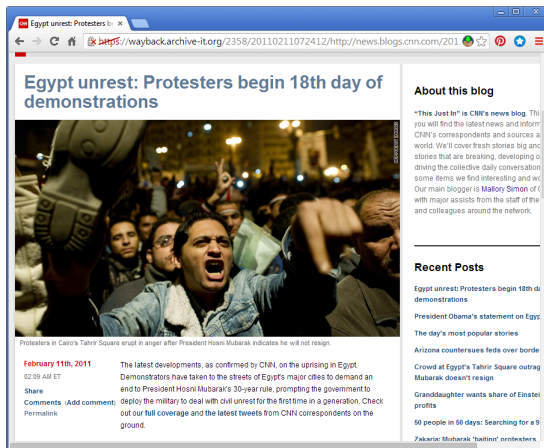 CNN Egypt unrest: Protesters b
https://wayback.archive-it.org/2358/20110211072412/http://news.blogs.cnn.com/201
Egypt unrest: Protesters begin 18th day of
demonstrations
Protesters in Cairo's Tahrir Square erupt in anger after President Hosni Mubarak indicates he will not resign.
February 11th, 2011
02:09 AM ET
Share
Comments (Add comment)
Permalink
The latest developments, as confirmed by CNN, on the uprising in Egypt.
Demonstrators have taken to the streets of Egypt's major cities to demand an
end to President Hosni Mubarak's 30-year rule, prompting the government to
deploy the military to deal with civil unrest for the first time in a generation. Check
out our full coverage and the latest tweets from CNN correspondents on the
ground.
About this blog
"This Just In" is CNN's news blog. Thi
you will find the latest news and inform
CNN's correspondents and sources a
world. We'll cover fresh stories big and
stories that are breaking, developing o
driving the collective daily conversation
some items we find interesting and wo
Our main blogger is Mallory Simon of C
with major assists from the staff of the
and colleagues around the network.
Recent Posts
Egypt unrest: Protesters begin 18th da
demonstrations
President Obama's statement on Egyp
The day's most popular stories
Arizona countersues feds over borde
Crowd at Egypt's Tahrir Square outrag
Mubarak doesn't resign
Granddaughter wants share of Einstei
profits
50 people in 50 days: Searching for a 9
Zakaria: Mubarak 'baiting' protesters